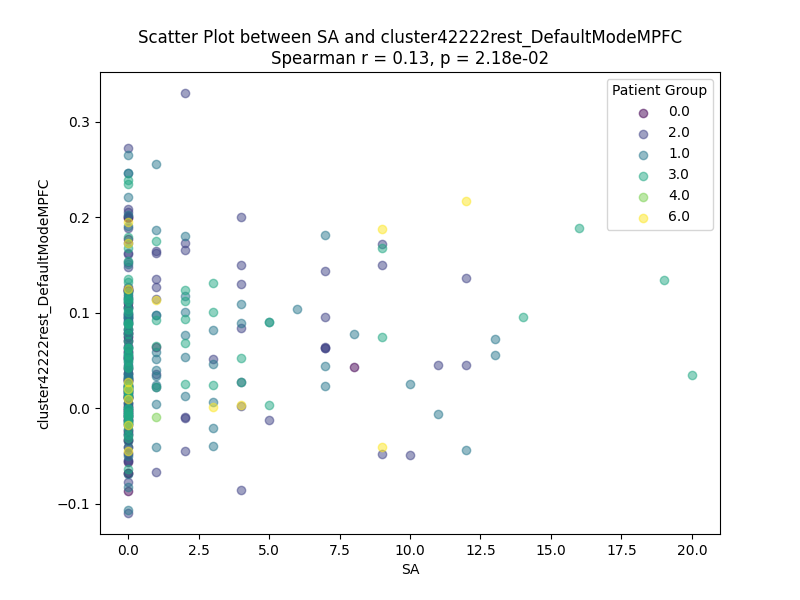 Scatter Plot between SA and cluster42222rest_DefaultModeMPFC
Spearman r = 0.13, p = 2.18e-02
Patient Group
0.0
2.0
1.0
3.0
4.0
6.0
cluster42222rest_DefaultModeMPFC
0.3
0.2
0.1
0.0
−0.1
0.0 2.5 5.0 7.5 10.0 12.5 15.0 17.5 20.0
SA